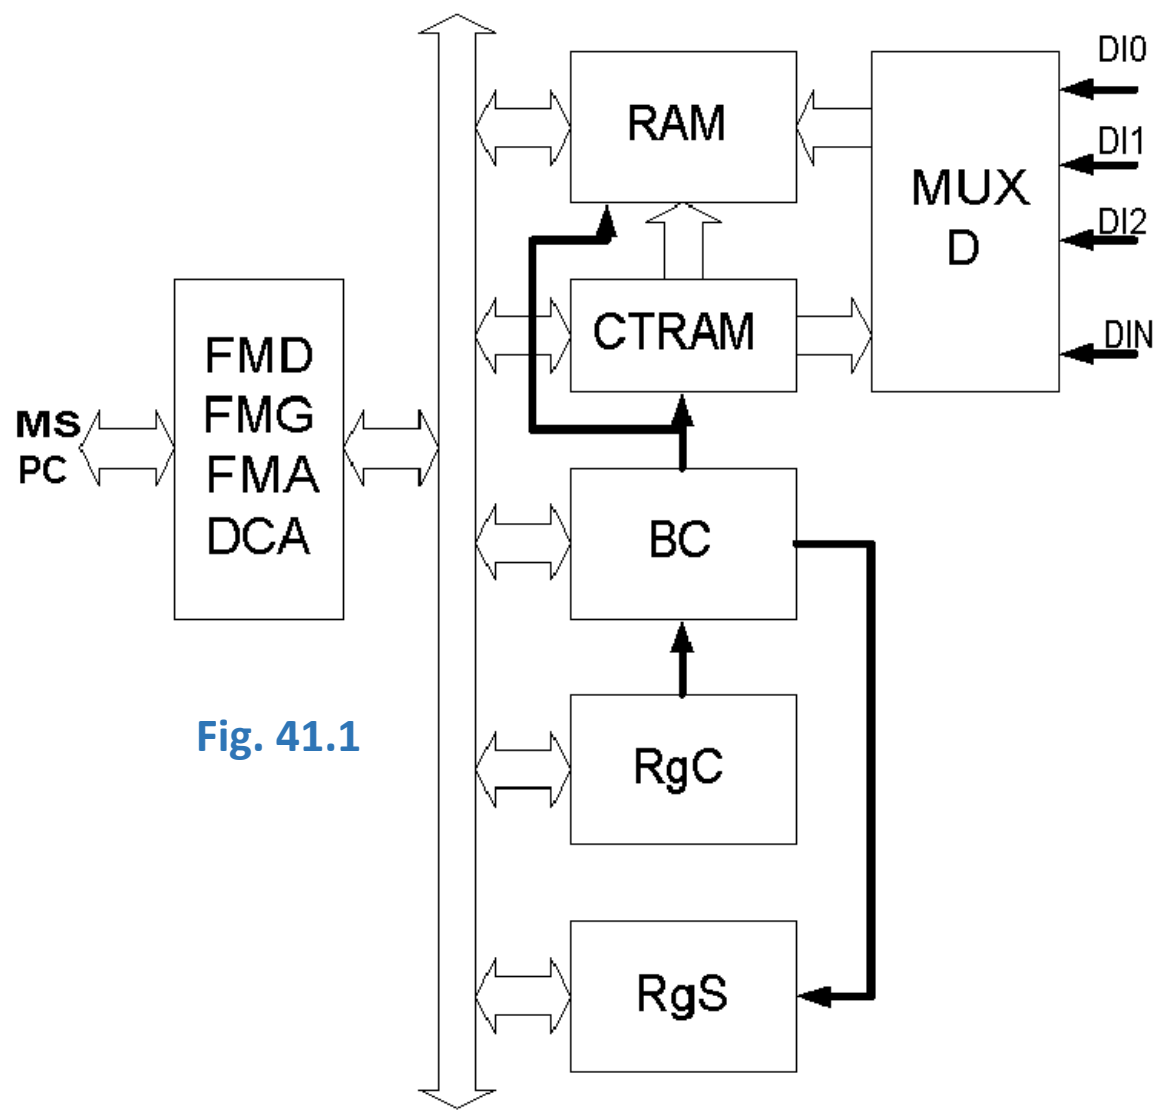 MS
PC
FMD
FMG
FMA
DCA
Fig. 41.1
RAM
CTRAM
BC
RgC
RgS
MUX
D
DI0
DI1
DI2
DIN